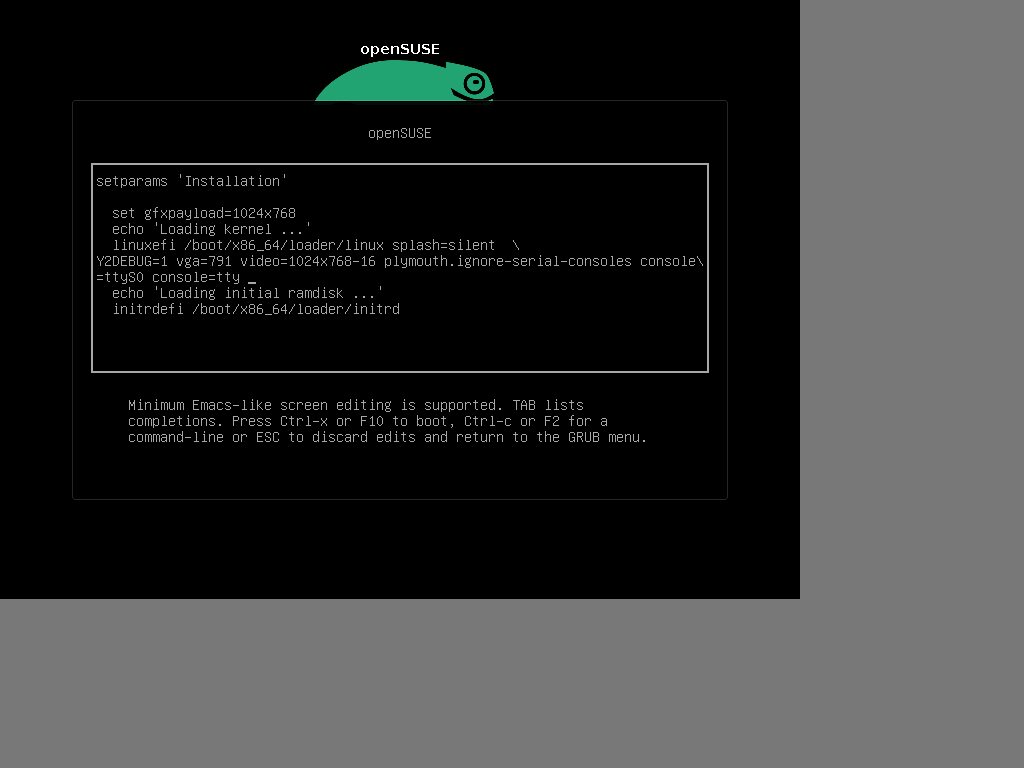 openSUSE
openSUSE
setparams 'Installation'
set gfxpayload=1024x768
echo 'Loading kernel ...'
linuxefi /boot/x86_64/loader/linux splash=silent  \
Y2DEBUG=1 vga=791 video=1024x768-16 plymouth.ignore-serial-consoles console\
=ttyS0 console=tty _
echo 'Loading initial ramdisk ...'
initrdefi /boot/x86_64/loader/initrd
Minimum Emacs-like screen editing is supported. TAB lists
completions. Press Ctrl-x or F10 to boot, Ctrl-c or F2 for a
command-line or ESC to discard edits and return to the GRUB menu.